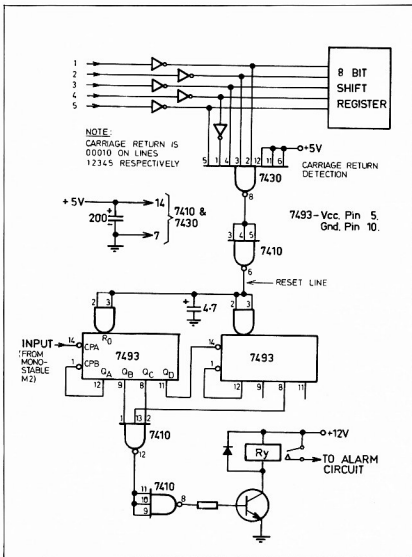 1
2
3
4
5
8 BIT
SHIFT
REGISTER
NOTE:
CARRIAGE RETURN IS
00010 ON LINES
12345 RESPECTIVELY
5 1 4 3 2 12 11 6
+5V
CARRIAGE RETURN
DETECTION
7430
8
+5V
14
200
+
7410 &
7430
7
7493-Vcc, Pin 5.
Gnd, Pin 10.
3 4 5
7410
6
RESET LINE
2 3
+
4·7
2 3
INPUT
(FROM
MONO-
STABLE
M2)
14
CPA
R0
1
CPB
7493
QA QB QC QD
12 9 8 11
14
1
7493
12 9 8 11
1 13 2
7410
12
+12V
Ry
TO ALARM
CIRCUIT
7410
11
10
9
8